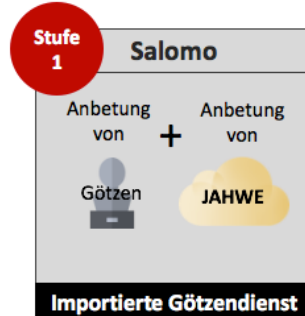 Stufe
1
Salomo
Anbetung
von
+
Anbetung
von
Götzen
JAHWE
Importierte Götzendienst